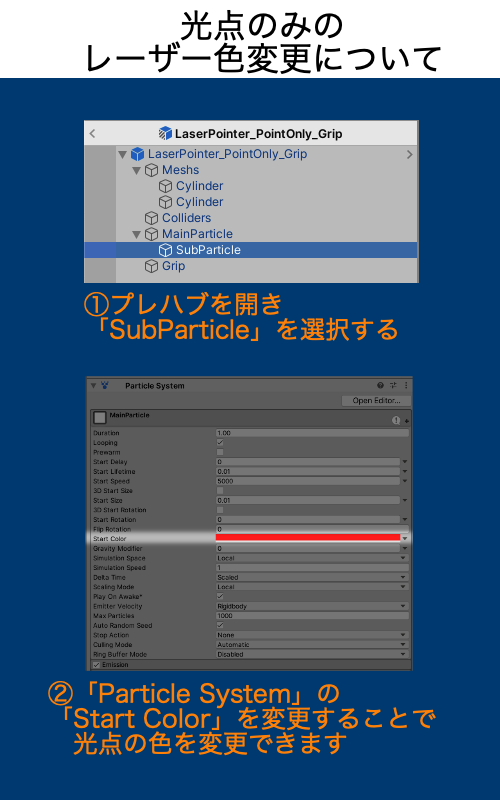 光点のみの
レーザー色変更について
LaserPointer_PointOnly_Grip
LaserPointer_PointOnly_Grip
Meshs
Cylinder
Cylinder
Colliders
MainParticle
SubParticle
Grip
①プレハブを開き
「SubParticle」を選択する
Particle System
Open Editor...
MainParticle
Duration 1.00
Looping
Prewarm
Start Delay 0
Start Lifetime 0.01
Start Speed 5000
3D Start Size
Start Size 0.01
3D Start Rotation
Start Rotation 0
Flip Rotation 0
Start Color
Gravity Modifier 0
Simulation Space Local
Simulation Speed 1
Delta Time Scaled
Scaling Mode Local
Play On Awake*
Emitter Velocity Rigidbody
Max Particles 1000
Auto Random Seed
Stop Action None
Culling Mode Automatic
Ring Buffer Mode Disabled
Emission
②「Particle System」の
「Start Color」を変更することで
光点の色を変更できます